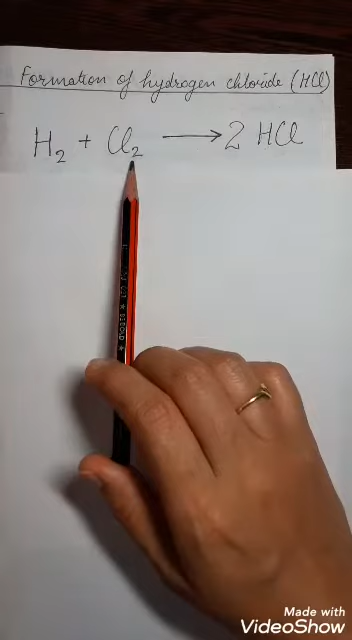 Formation of hydrogen chloride (HCl)
H₂ + Cl₂ ⟶ 2 HCl
Made with
VideoShow